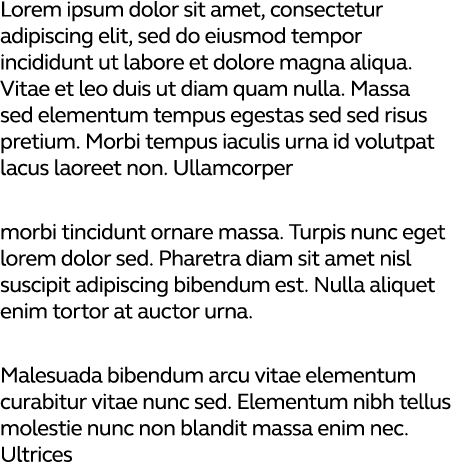 Lorem ipsum dolor sit amet, consectetur
adipiscing elit, sed do eiusmod tempor
incididunt ut labore et dolore magna aliqua.
Vitae et leo duis ut diam quam nulla. Massa
sed elementum tempus egestas sed sed risus
pretium. Morbi tempus iaculis urna id volutpat
lacus laoreet non. Ullamcorper
morbi tincidunt ornare massa. Turpis nunc eget
lorem dolor sed. Pharetra diam sit amet nisl
suscipit adipiscing bibendum est. Nulla aliquet
enim tortor at auctor urna.
Malesuada bibendum arcu vitae elementum
curabitur vitae nunc sed. Elementum nibh tellus
molestie nunc non blandit massa enim nec.
Ultrices